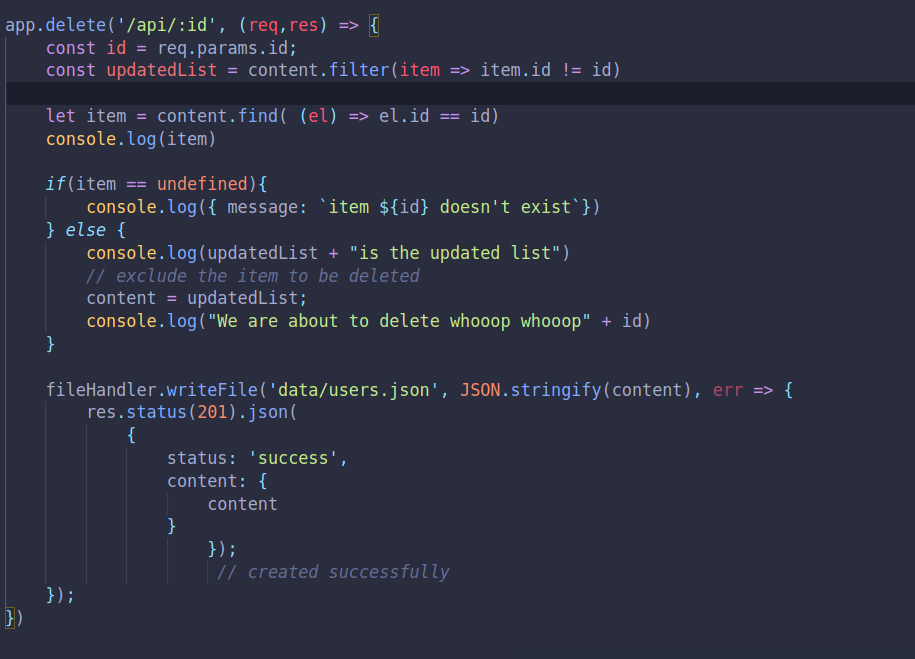 app.delete('/api/:id', (req,res) => {
    const id = req.params.id;
    const updatedList = content.filter(item => item.id != id)

    let item = content.find( (el) => el.id == id)
    console.log(item)

    if(item == undefined){
        console.log({ message: `item ${id} doesn't exist`})
    } else {
        console.log(updatedList + "is the updated list")
        // exclude the item to be deleted
        content = updatedList;
        console.log("We are about to delete whooop whooop" + id)
    }

    fileHandler.writeFile('data/users.json', JSON.stringify(content), err => {
        res.status(201).json(
            {
                status: 'success',
                content: {
                    content
                }
                    });
                     // created successfully
    });
})